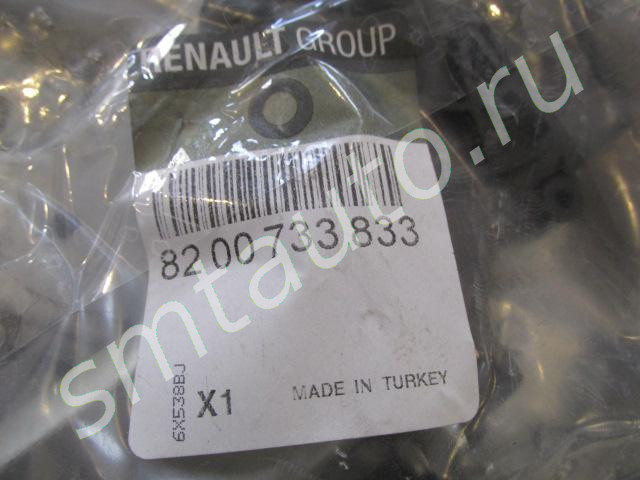 RENAULT GROUP
8200733833
6X538BJ
X1
MADE IN TURKEY
smtauto.ru